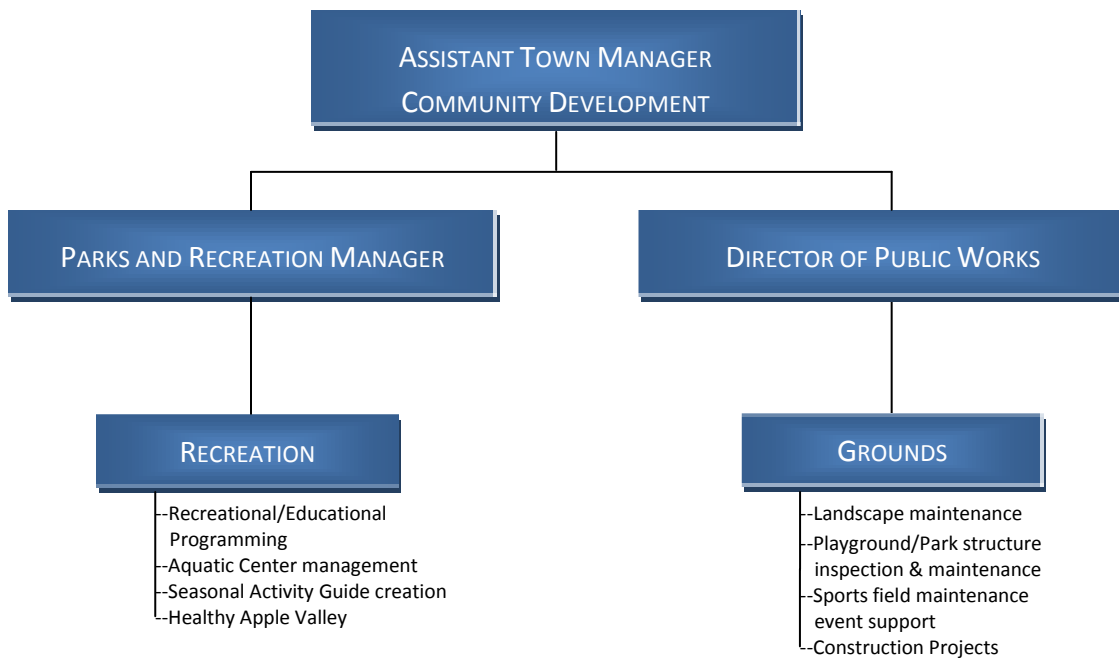 ASSISTANT TOWN MANAGER
COMMUNITY DEVELOPMENT
PARKS AND RECREATION MANAGER
DIRECTOR OF PUBLIC WORKS
RECREATION
--Recreational/Educational
Programming
--Aquatic Center management
--Seasonal Activity Guide creation
--Healthy Apple Valley
GROUNDS
--Landscape maintenance
--Playground/Park structure
inspection & maintenance
--Sports field maintenance
event support
--Construction Projects